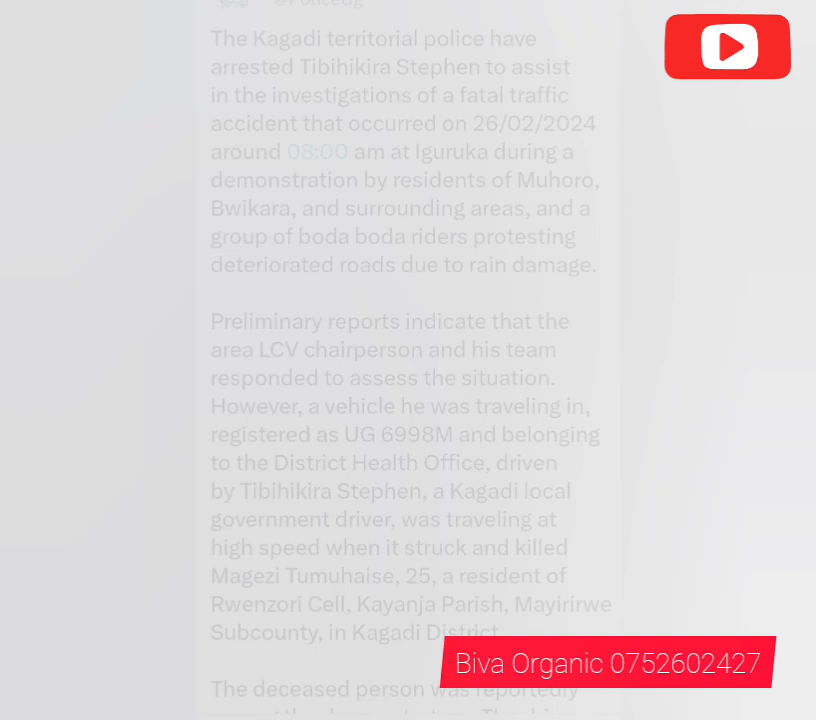 The Kagadi territorial police have
arrested Tibihikira Stephen to assist
in the investigations of a fatal traffic
accident that occurred on 26/02/2024
around 08:00 am at Iguruka during a
demonstration by residents of Muhoro,
Bwikara, and surrounding areas, and a
group of boda boda riders protesting
deteriorated roads due to rain damage.
Preliminary reports indicate that the
area LCV chairperson and his team
responded to assess the situation.
However, a vehicle he was traveling in,
registered as UG 6998M and belonging
to the District Health Office, driven
by Tibihikira Stephen, a Kagadi local
government driver, was traveling at
high speed when it struck and killed
Magezi Tumuhaise, 25, a resident of
Rwenzori Cell, Kayanja Parish, Mayirirwe
Subcounty, in Kagadi District.
Biva Organic 0752602427
The deceased person was reportedly